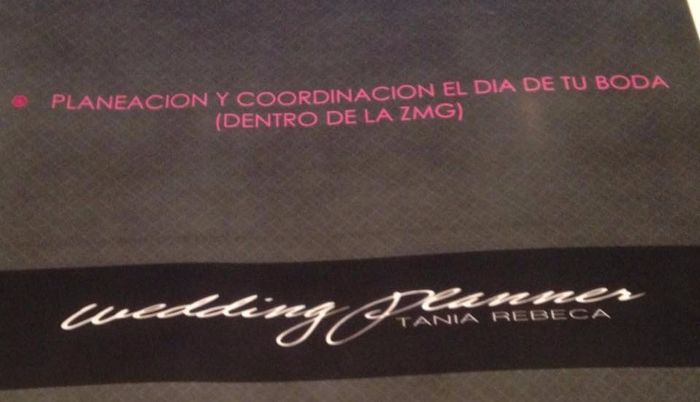 PLANEACION Y COORDINACION EL DIA DE TU BODA
(DENTRO DE LA ZMG)
wedding planner
TANIA REBECA